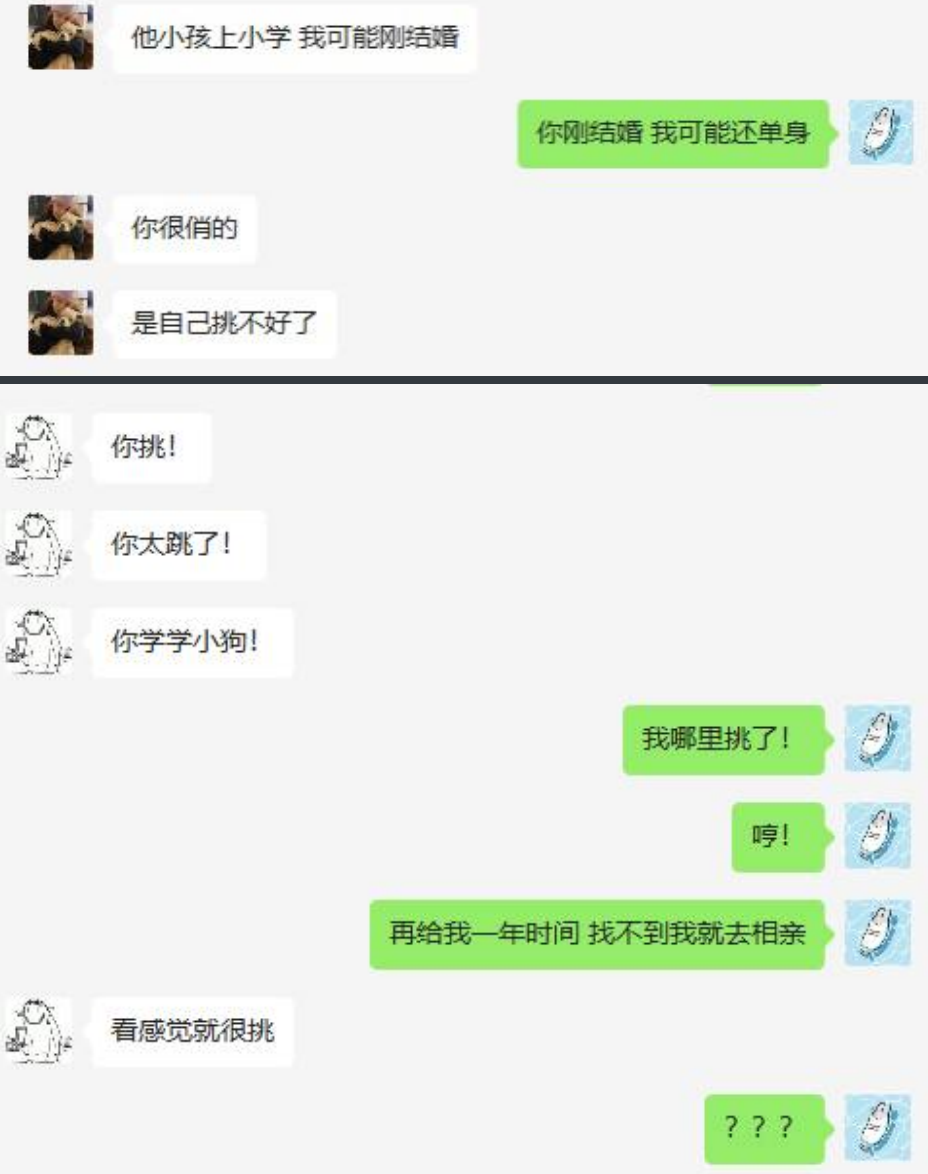 他小孩上小学 我可能刚结婚
你刚结婚 我可能还单身
你很俏的
是自己挑不好了
你挑！
你太跳了！
你学学小狗！
我哪里挑了！
哼！
再给我一年时间 找不到我就去相亲
看感觉就很挑
？？？